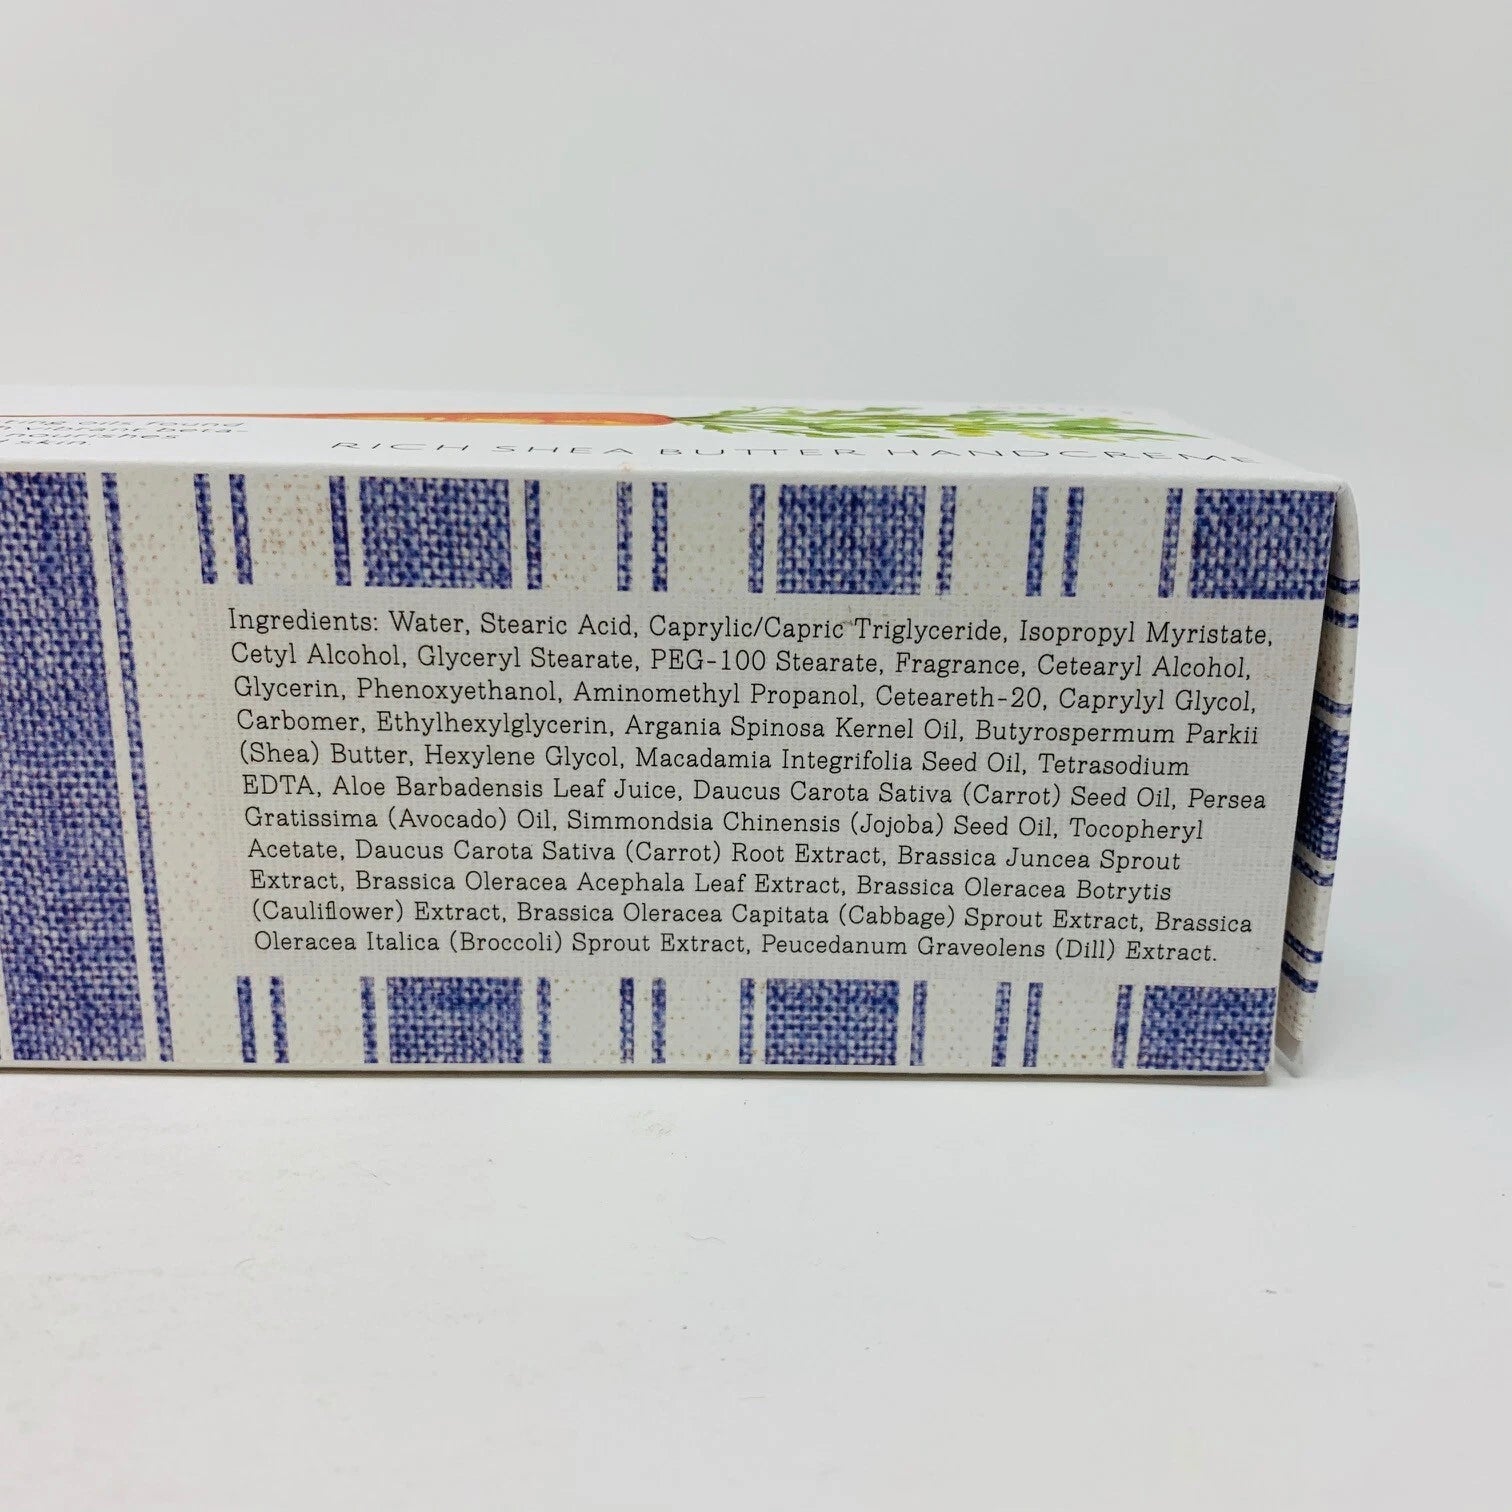 found
vibrant beta-
nourishes
skin.
RICH SHEA BUTTER HANDCREME
Ingredients: Water, Stearic Acid, Caprylic/Capric Triglyceride, Isopropyl Myristate,
Cetyl Alcohol, Glyceryl Stearate, PEG-100 Stearate, Fragrance, Cetearyl Alcohol,
Glycerin, Phenoxyethanol, Aminomethyl Propanol, Ceteareth-20, Caprylyl Glycol,
Carbomer, Ethylhexylglycerin, Argania Spinosa Kernel Oil, Butyrospermum Parkii
(Shea) Butter, Hexylene Glycol, Macadamia Integrifolia Seed Oil, Tetrasodium
EDTA, Aloe Barbadensis Leaf Juice, Daucus Carota Sativa (Carrot) Seed Oil, Persea
Gratissima (Avocado) Oil, Simmondsia Chinensis (Jojoba) Seed Oil, Tocopheryl
Acetate, Daucus Carota Sativa (Carrot) Root Extract, Brassica Juncea Sprout
Extract, Brassica Oleracea Acephala Leaf Extract, Brassica Oleracea Botrytis
(Cauliflower) Extract, Brassica Oleracea Capitata (Cabbage) Sprout Extract, Brassica
Oleracea Italica (Broccoli) Sprout Extract, Peucedanum Graveolens (Dill) Extract.